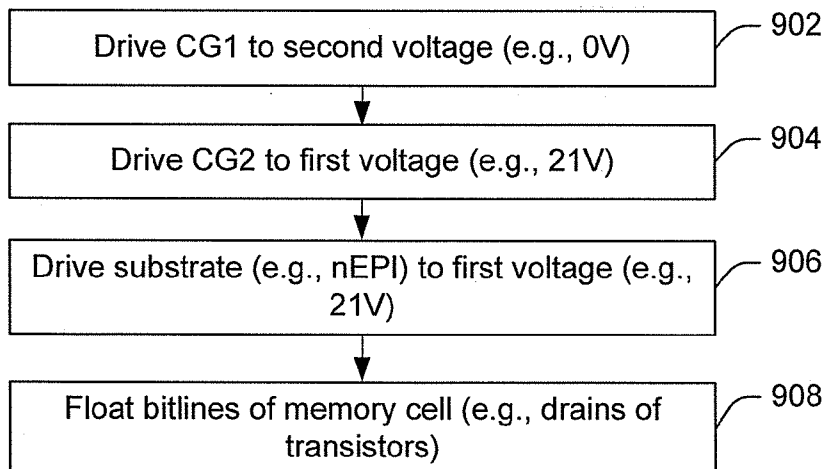 Drive CG1 to second voltage (e.g., 0V)
902
Drive CG2 to first voltage (e.g., 21V)
904
Drive substrate (e.g., nEPI) to first voltage (e.g.,
21V)
906
Float bitlines of memory cell (e.g., drains of
transistors)
908